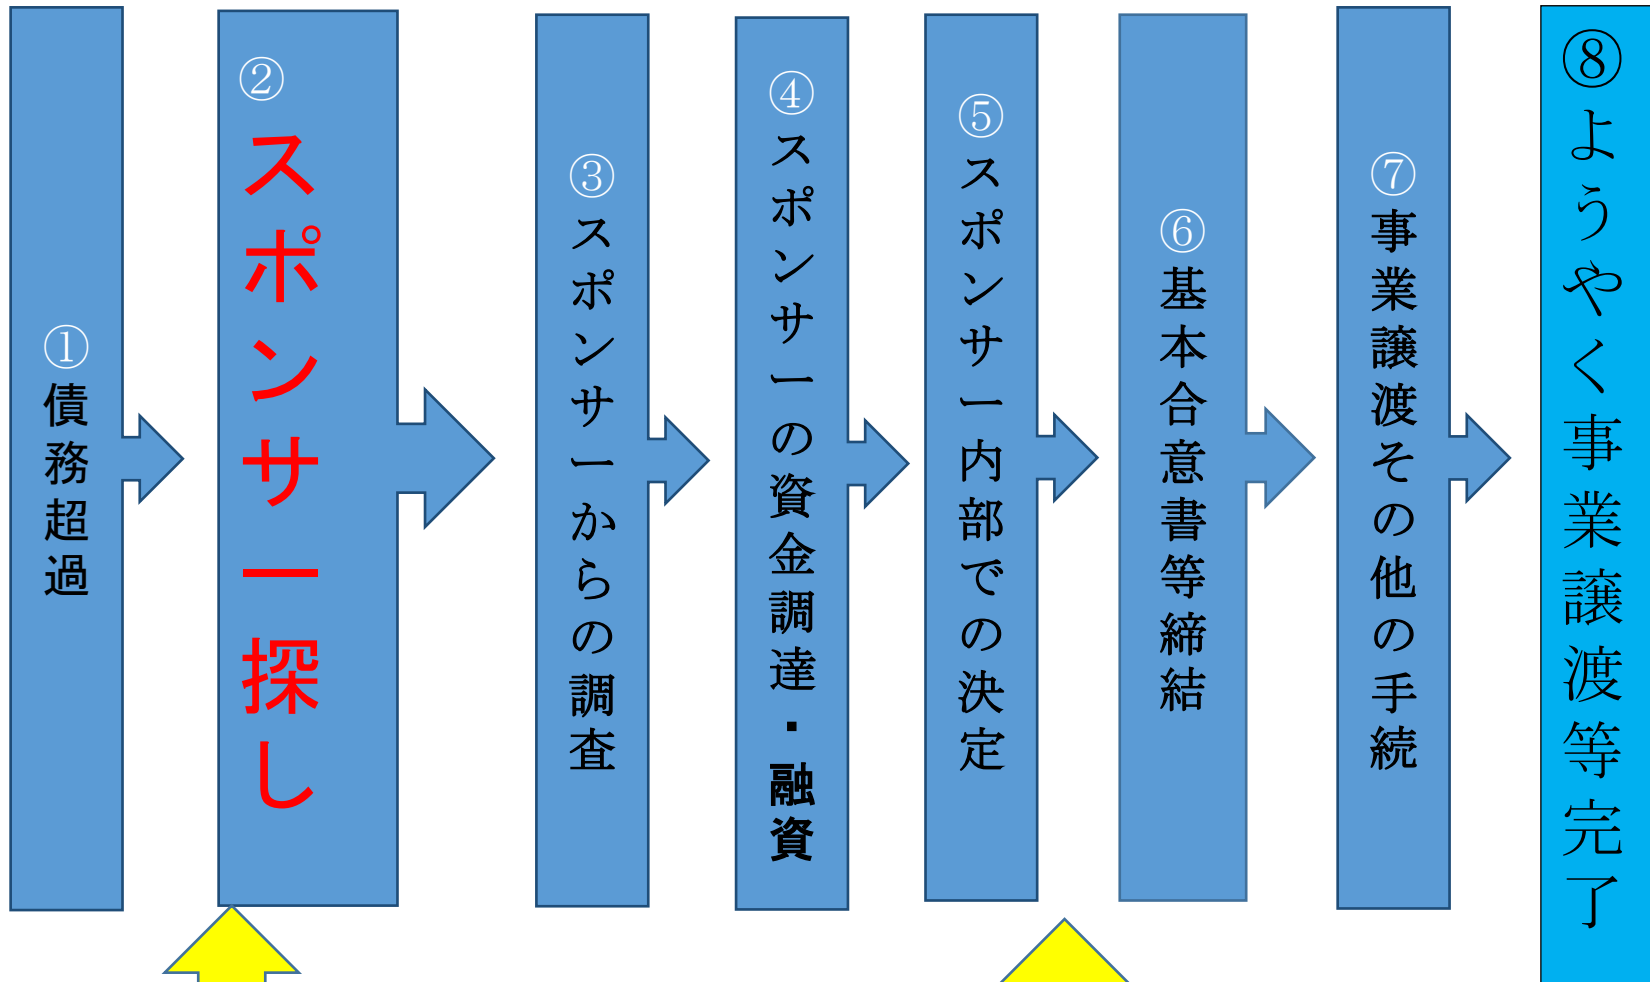 ①債務超過
②スポンサー探し
③スポンサーからの調査
④スポンサーの資金調達・融資
⑤スポンサー内部での決定
⑥基本合意書等締結
⑦事業譲渡その他の手続
⑧ようやく事業譲渡等完了